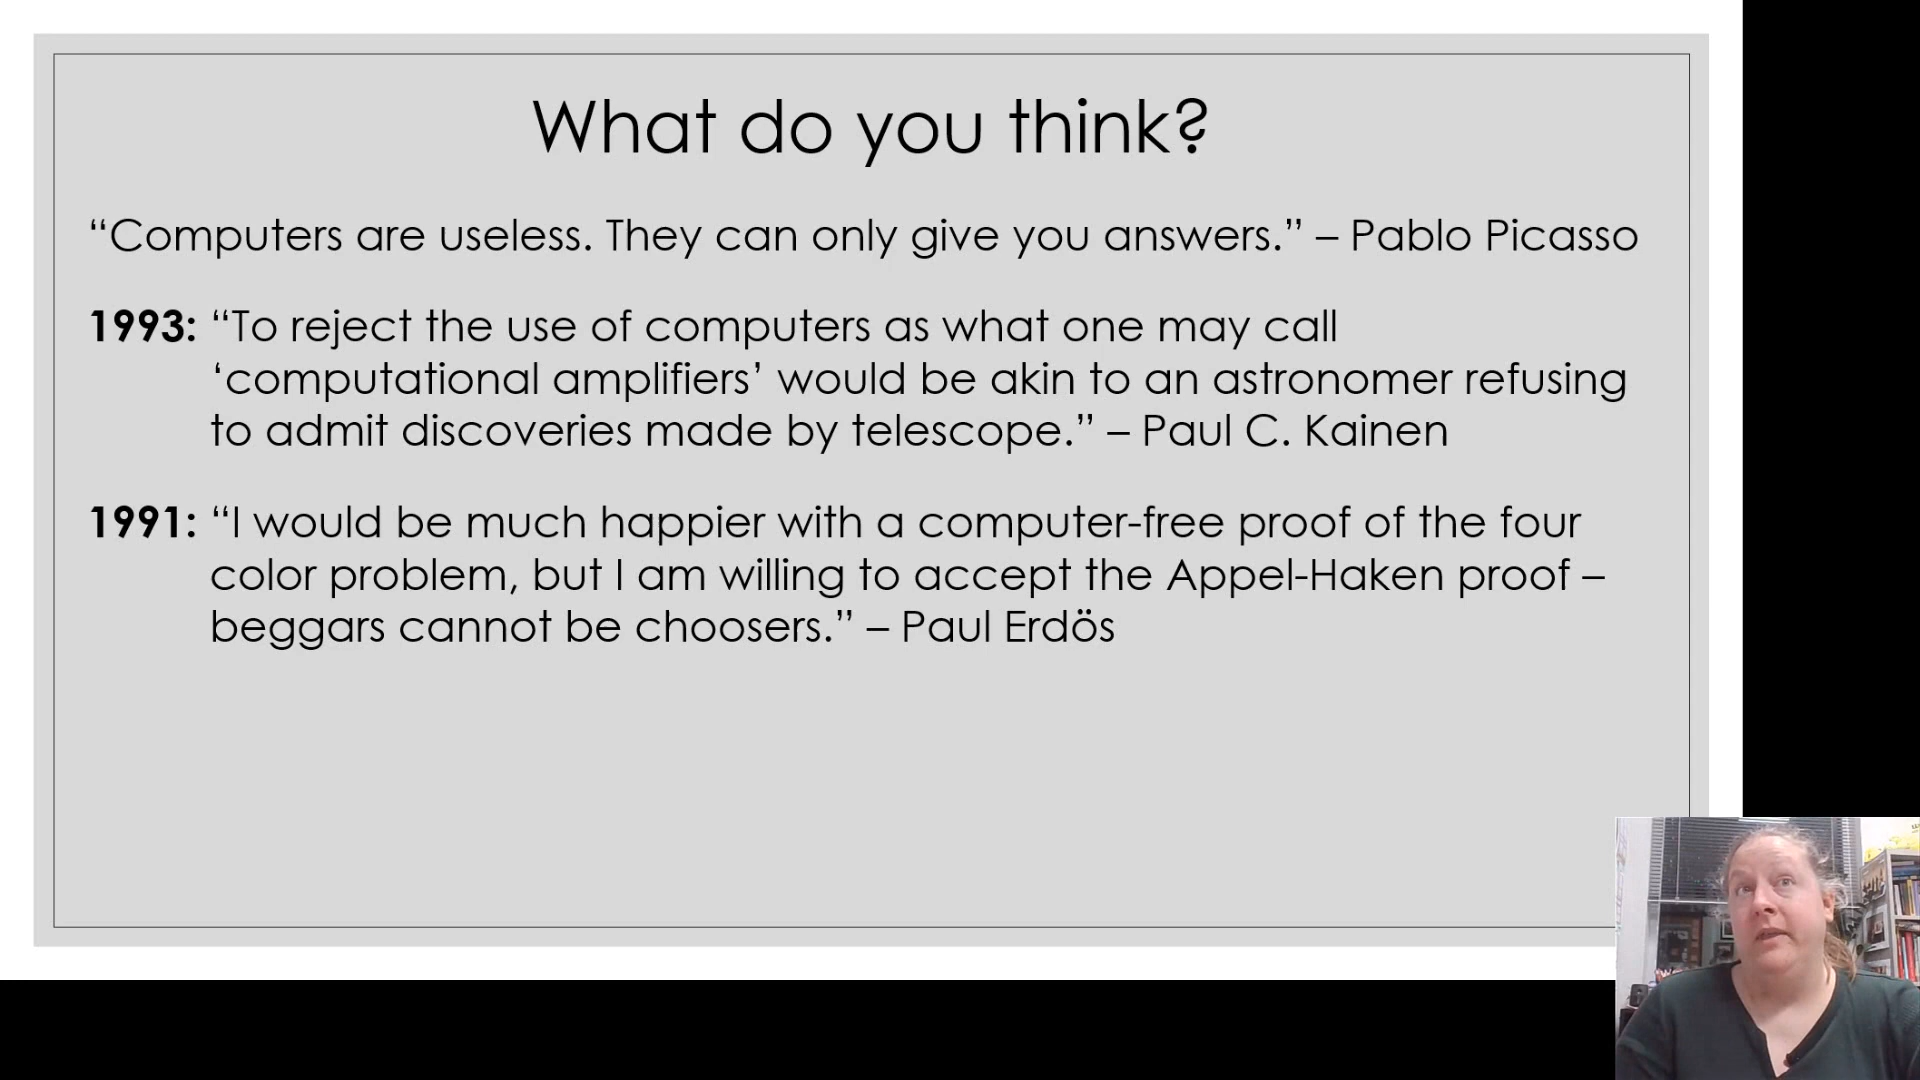 What do you think?
“Computers are useless. They can only give you answers.” – Pablo Picasso
1993: “To reject the use of computers as what one may call
‘computational amplifiers’ would be akin to an astronomer refusing
to admit discoveries made by telescope.” – Paul C. Kainen
1991: “I would be much happier with a computer-free proof of the four
color problem, but I am willing to accept the Appel-Haken proof –
beggars cannot be choosers.” – Paul Erdös